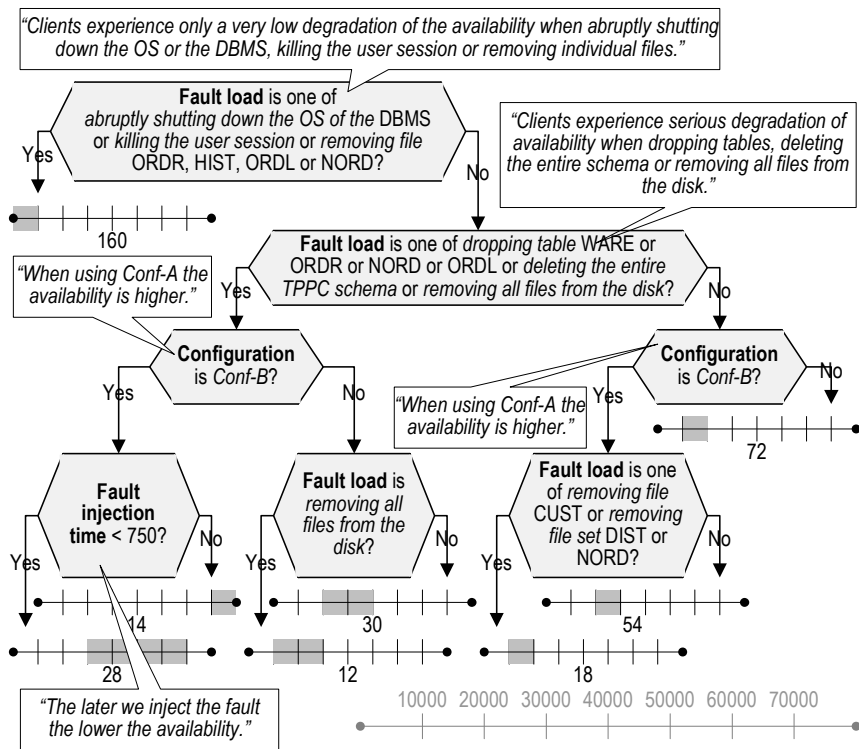 “Clients experience only a very low degradation of the availability when abruptly shutting
down the OS or the DBMS, killing the user session or removing individual files.”
Fault load is one of
abruptly shutting down the OS of the DBMS
or killing the user session or removing file
ORDR, HIST, ORDL or NORD?
Yes
No
160
“Clients experience serious degradation of
availability when dropping tables, deleting
the entire schema or removing all files from
the disk.”
Fault load is one of dropping table WARE or
ORDR or NORD or ORDL or deleting the entire
TPPC schema or removing all files from the disk?
Yes
No
“When using Conf-A the
availability is higher.”
Configuration
is Conf-B?
Yes
No
Configuration
is Conf-B?
Yes
No
“When using Conf-A the
availability is higher.”
72
Fault
injection
time < 750?
Yes
No
14
28
Fault load is
removing all
files from the
disk?
Yes
No
30
12
Fault load is one
of removing file
CUST or removing
file set DIST or
NORD?
Yes
No
54
18
“The later we inject the fault
the lower the availability.”
10000 20000 30000 40000 50000 60000 70000